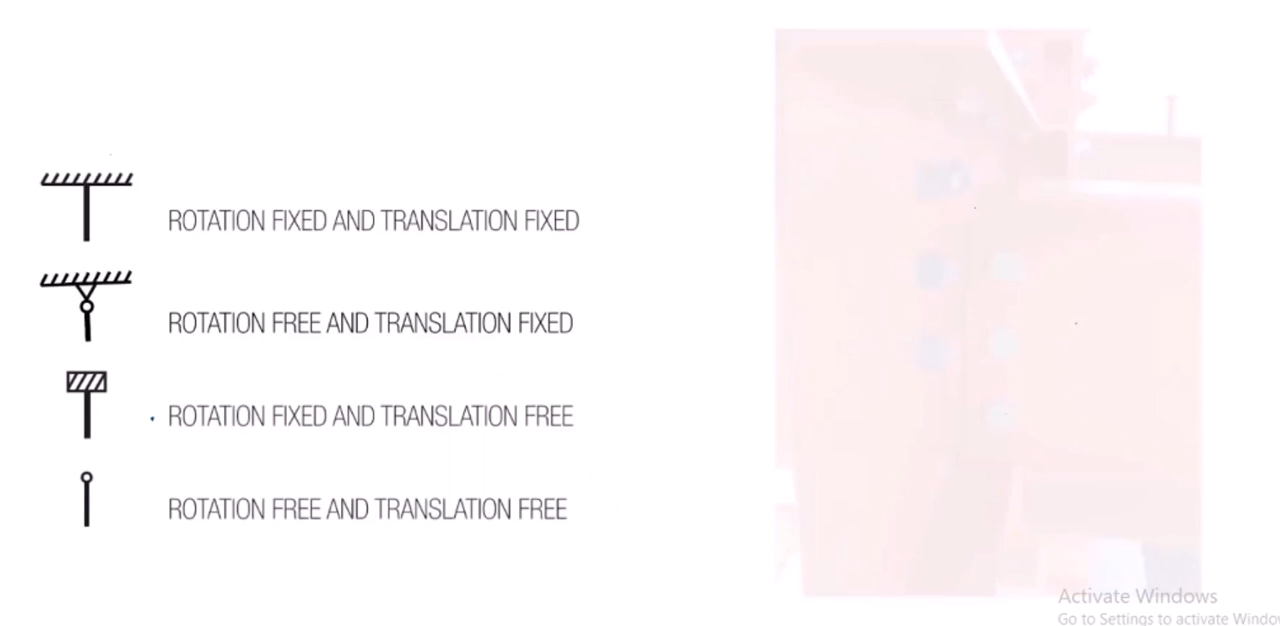 ROTATION FIXED AND TRANSLATION FIXED
ROTATION FREE AND TRANSLATION FIXED
ROTATION FIXED AND TRANSLATION FREE
ROTATION FREE AND TRANSLATION FREE
Activate Windows
Go to Settings to activate Windo